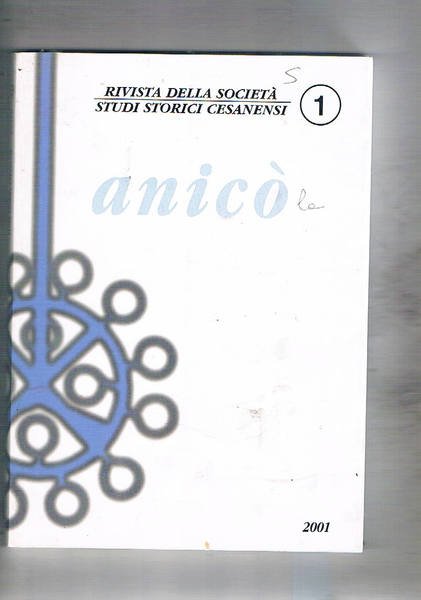 RIVISTA DELLA SOCIETÀ
STUDI STORICI CESANENSI
1
anicò
2001